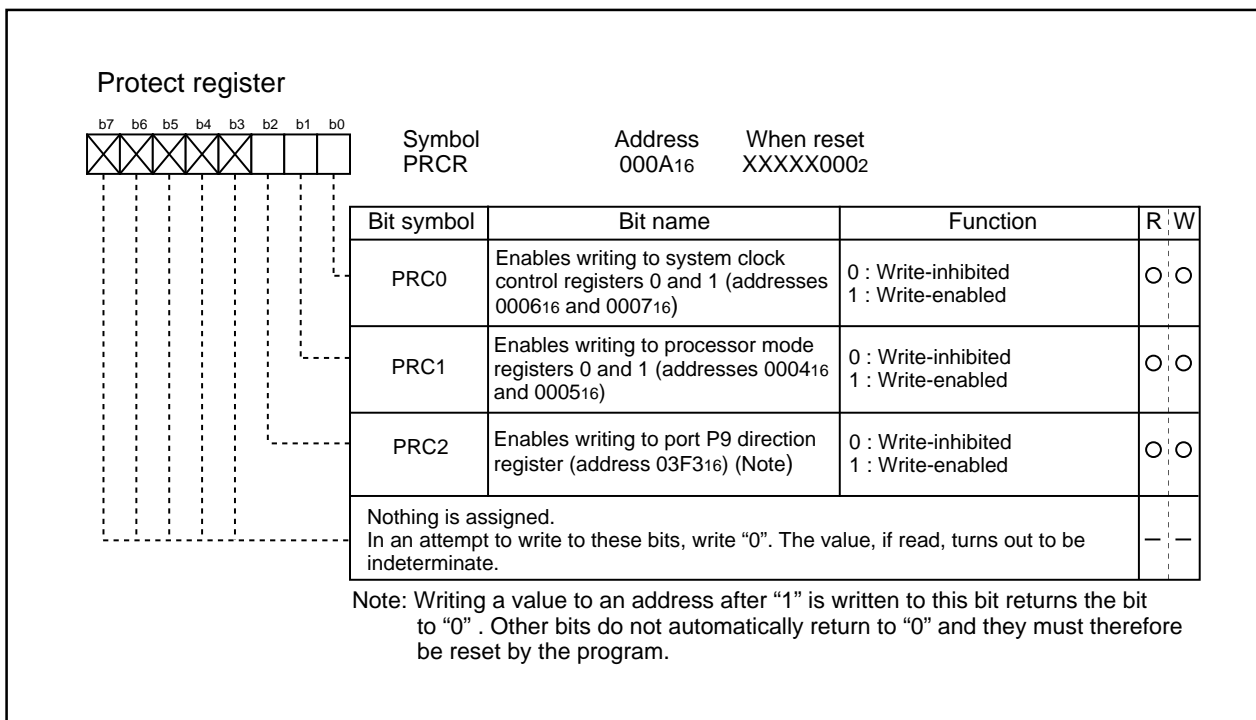 Protect register
b7 b6 b5 b4 b3 b2 b1 b0
Symbol Address When reset
PRCR 000A16 XXXXX0002
Bit symbol Bit name Function R W
PRC0
Enables writing to system clock
control registers 0 and 1 (addresses
000616 and 000716)
0 : Write-inhibited
1 : Write-enabled
PRC1
Enables writing to processor mode
registers 0 and 1 (addresses 000416
and 000516)
0 : Write-inhibited
1 : Write-enabled
PRC2
Enables writing to port P9 direction
register (address 03F316) (Note)
0 : Write-inhibited
1 : Write-enabled
Nothing is assigned.
In an attempt to write to these bits, write “0”. The value, if read, turns out to be
indeterminate.
Note: Writing a value to an address after “1” is written to this bit returns the bit
to “0” . Other bits do not automatically return to “0” and they must therefore
be reset by the program.